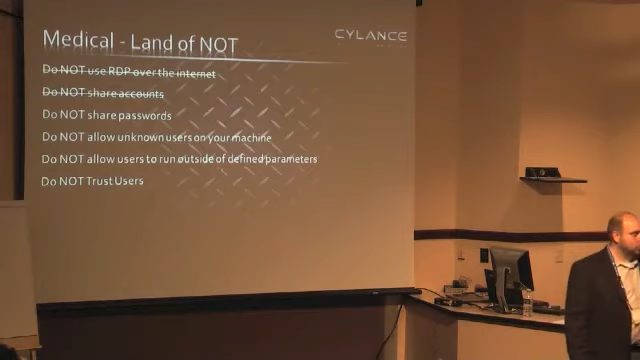 Medical - Land of NOT
CYLANCE
Do NOT use RDP over the internet
Do NOT share accounts
Do NOT share passwords
Do NOT allow unknown users on your machine
Do NOT allow users to run outside of defined parameters
Do NOT Trust Users